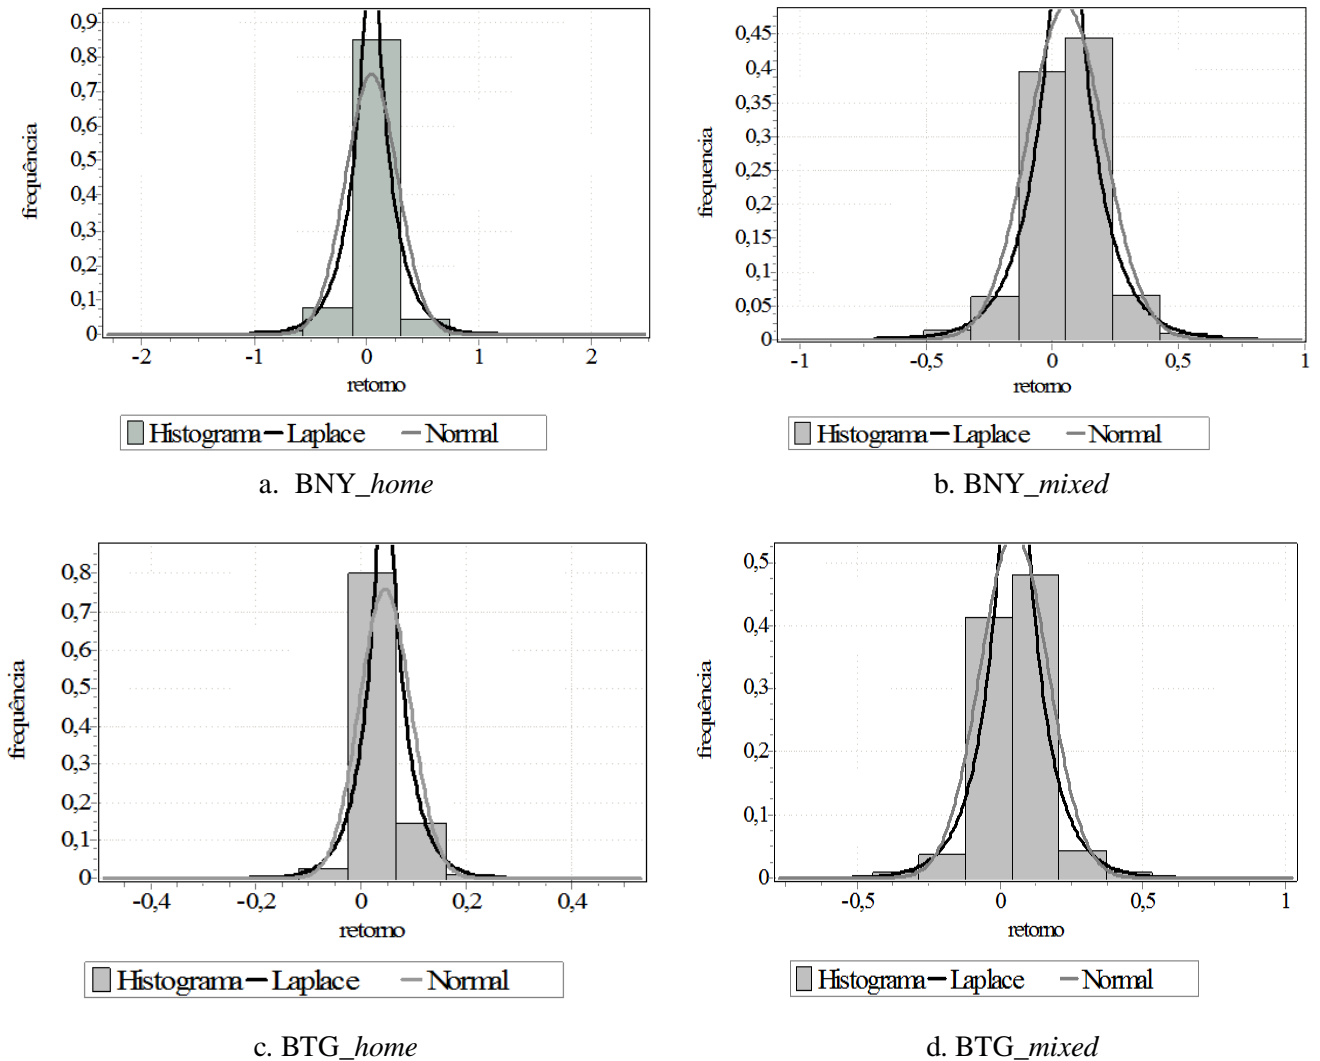 0,9
0,8
0,7
0,6
0,5
0,4
0,3
0,2
0,1
0
frequência
-2 -1 0 1 2
retorno
Histograma Laplace Normal
a. BNY_home
0,45
0,4
0,35
0,3
0,25
0,2
0,15
0,1
0,05
0
frequencia
-1 -0,5 0 0,5 1
retorno
Histograma Laplace Normal
b. BNY_mixed
0,8
0,7
0,6
0,5
0,4
0,3
0,2
0,1
0
frequência
-0,4 -0,2 0 0,2 0,4
retorno
Histograma Laplace Normal
c. BTG_home
0,5
0,4
0,3
0,2
0,1
0
frequência
-0,5 0 0,5 1
retorno
Histograma Laplace Normal
d. BTG_mixed